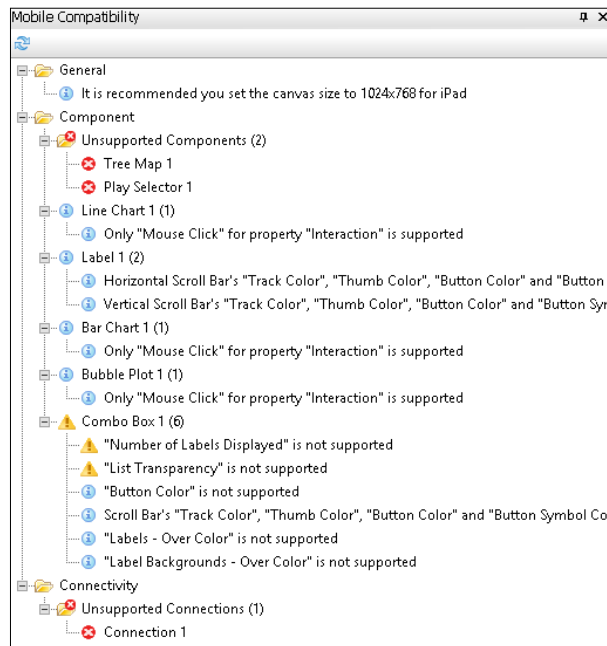 Mobile Compatibility
General
It is recommended you set the canvas size to 1024x768 for iPad
Component
Unsupported Components (2)
Tree Map 1
Play Selector 1
Line Chart 1 (1)
Only "Mouse Click" for property "Interaction" is supported
Label 1 (2)
Horizontal Scroll Bar's "Track Color", "Thumb Color", "Button Color" and "Button
Vertical Scroll Bar's "Track Color", "Thumb Color", "Button Color" and "Button Syr
Bar Chart 1 (1)
Only "Mouse Click" for property "Interaction" is supported
Bubble Plot 1 (1)
Only "Mouse Click" for property "Interaction" is supported
Combo Box 1 (6)
"Number of Labels Displayed" is not supported
"List Transparency" is not supported
"Button Color" is not supported
Scroll Bar's "Track Color", "Thumb Color", "Button Color" and "Button Symbol Co
"Labels - Over Color" is not supported
"Label Backgrounds - Over Color" is not supported
Connectivity
Unsupported Connections (1)
Connection 1